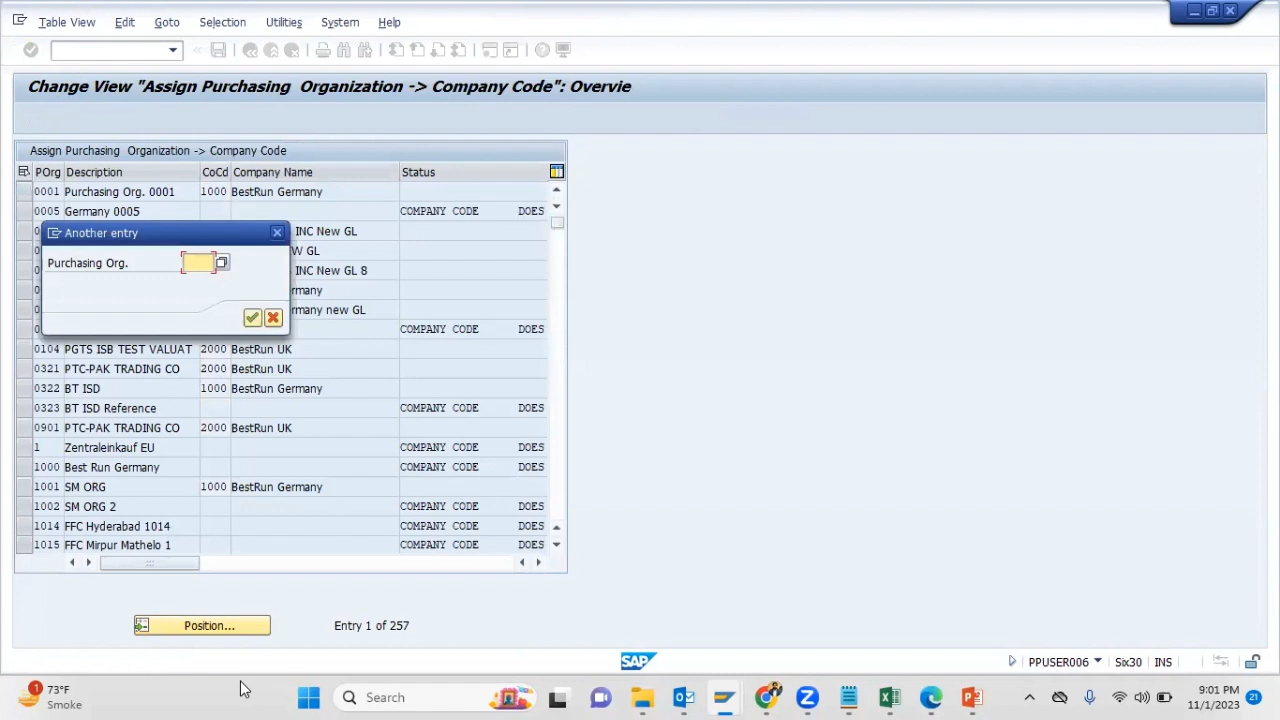 Table View Edit Goto Selection Utilities System Help
Change View "Assign Purchasing Organization -> Company Code": Overvie
Assign Purchasing Organization -> Company Code
POrg Description CoCd Company Name Status
0001 Purchasing Org. 0001 1000 BestRun Germany
0005 Germany 0005 COMPANY CODE DOES
Another entry
INC New GL
W GL
Purchasing Org.
INC New GL 8
rmany
rmany new GL
COMPANY CODE DOES
0104 PGTS ISB TEST VALUAT 2000 BestRun UK
0321 PTC-PAK TRADING CO 2000 BestRun UK
0322 BT ISD 1000 BestRun Germany
0323 BT ISD Reference COMPANY CODE DOES
0901 PTC-PAK TRADING CO 2000 BestRun UK
1 Zentraleinkauf EU COMPANY CODE DOES
1000 Best Run Germany COMPANY CODE DOES
1001 SM ORG 1000 BestRun Germany
1002 SM ORG 2 COMPANY CODE DOES
1014 FFC Hyderabad 1014 COMPANY CODE DOES
1015 FFC Mirpur Mathelo 1 COMPANY CODE DOES
Position... Entry 1 of 257
SAP PPUSER006 Six30 INS
1 73°F
Smoke
Search
9:01 PM
11/1/2023 21